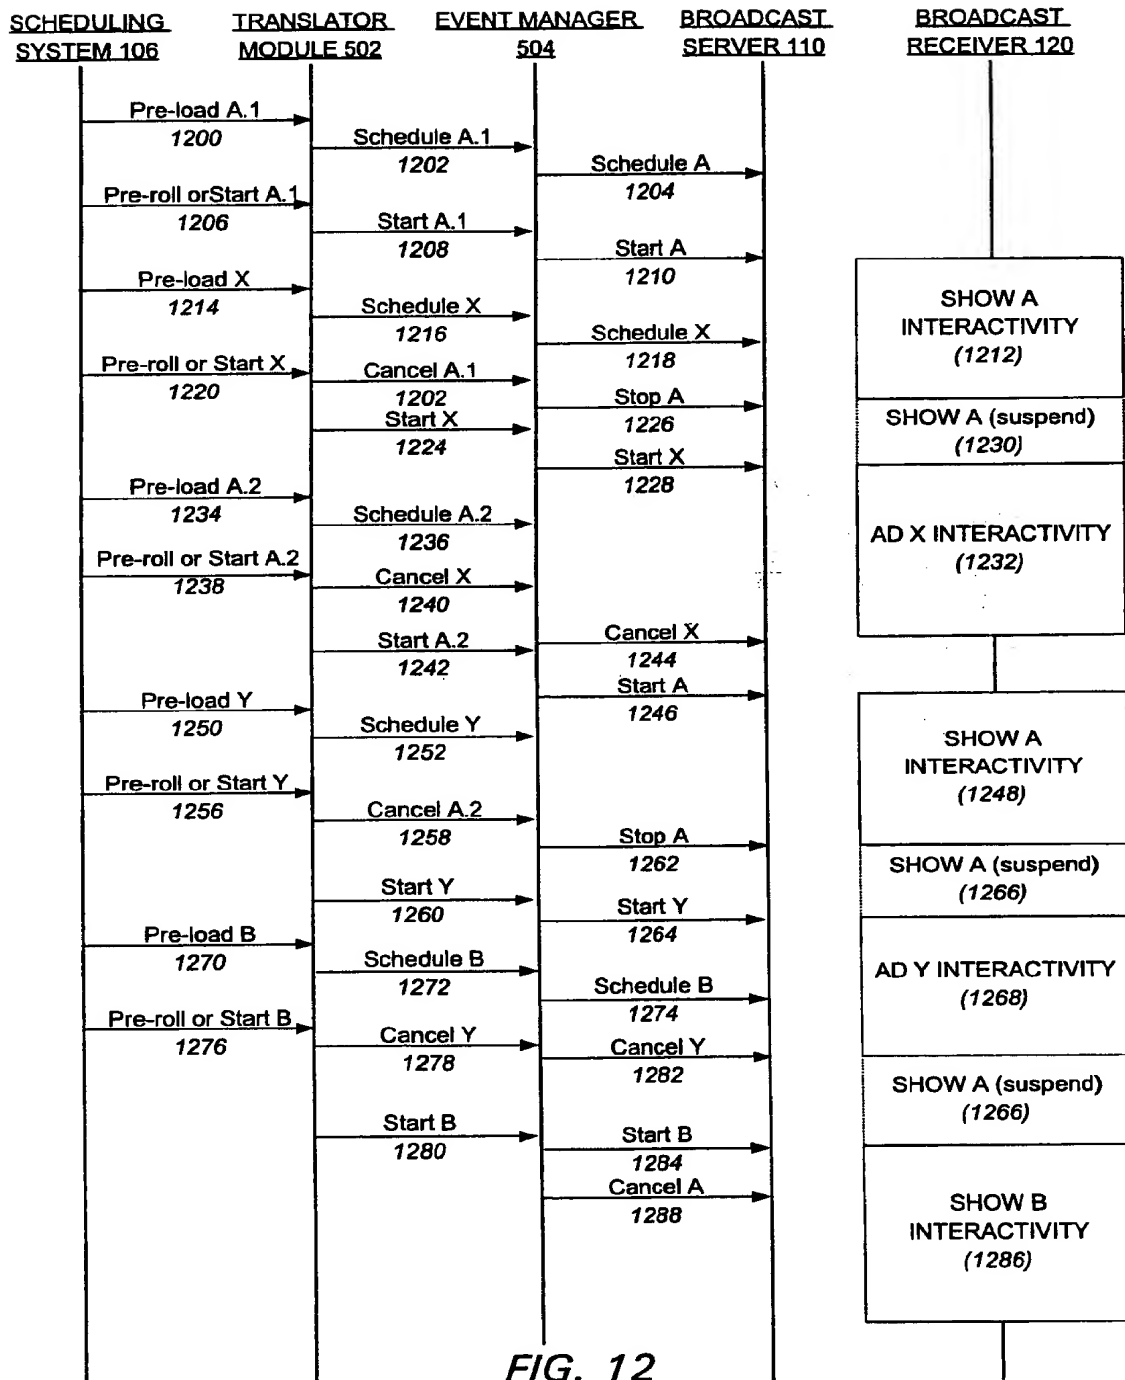 SCHEDULING
SYSTEM 106
TRANSLATOR
MODULE 502
EVENT MANAGER
504
BROADCAST
SERVER 110
BROADCAST
RECEIVER 120
Pre-load A.1
1200
Schedule A.1
1202
Schedule A
1204
Pre-roll orStart A.1
1206
Start A.1
1208
Start A
1210
Pre-load X
1214
Schedule X
1216
Schedule X
1218
SHOW A
INTERACTIVITY
(1212)
Pre-roll or Start X
1220
Cancel A.1
1202
Stop A
1226
Start X
1224
SHOW A (suspend)
(1230)
Start X
1228
Pre-load A.2
1234
Schedule A.2
1236
AD X INTERACTIVITY
(1232)
Pre-roll or Start A.2
1238
Cancel X
1240
Start A.2
1242
Cancel X
1244
Start A
1246
Pre-load Y
1250
Schedule Y
1252
SHOW A
INTERACTIVITY
(1248)
Pre-roll or Start Y
1256
Cancel A.2
1258
Stop A
1262
SHOW A (suspend)
(1266)
Start Y
1260
Start Y
1264
Pre-load B
1270
Schedule B
1272
Schedule B
1274
AD Y INTERACTIVITY
(1268)
Pre-roll or Start B
1276
Cancel Y
1278
Cancel Y
1282
SHOW A (suspend)
(1266)
Start B
1280
Start B
1284
Cancel A
1288
SHOW B
INTERACTIVITY
(1286)
FIG. 12